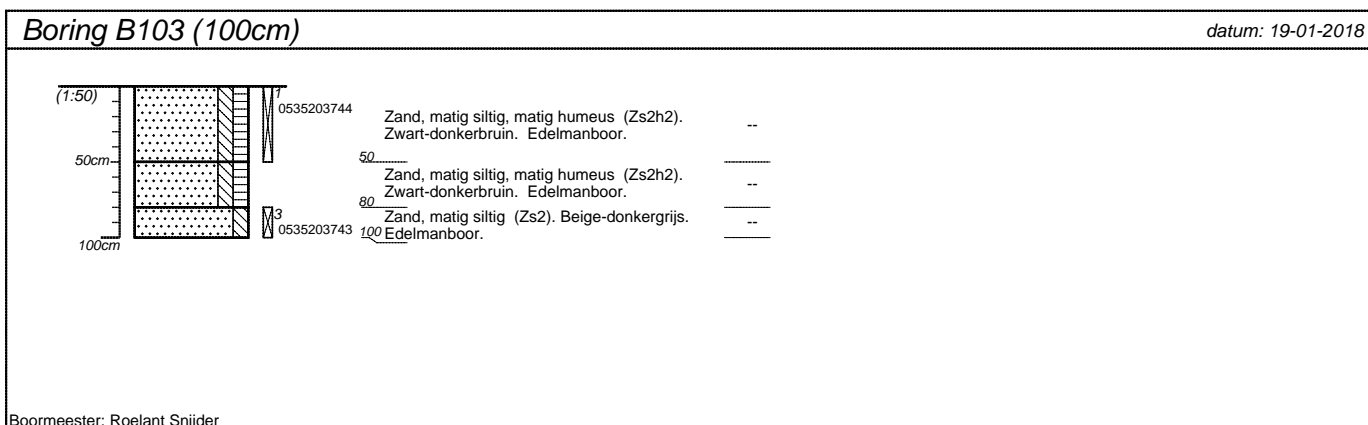 Boring B103 (100cm)
datum: 19-01-2018
(1:50)
1
0535203744
Zand, matig siltig, matig humeus (Zs2h2).
Zwart-donkerbruin. Edelmanboor.
--
50cm
50
Zand, matig siltig, matig humeus (Zs2h2).
Zwart-donkerbruin. Edelmanboor.
--
80
3
0535203743
Zand, matig siltig (Zs2). Beige-donkergrijs.
Edelmanboor.
--
100
100cm
Boormeester: Roelant Snijder